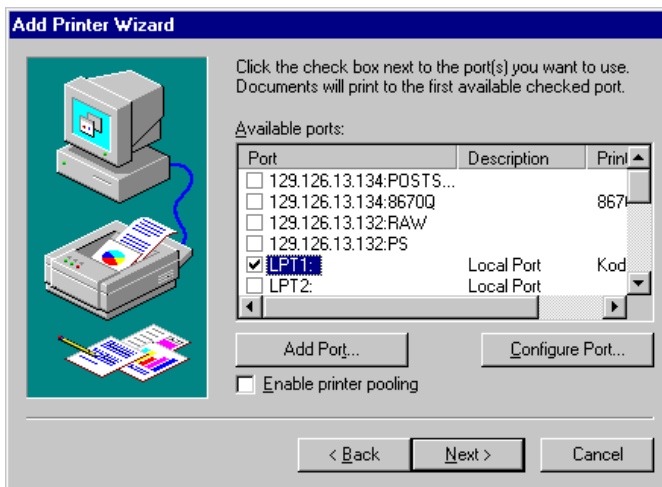 Add Printer Wizard
Click the check box next to the port(s) you want to use.
Documents will print to the first available checked port.
Available ports:
Port Description Print
129.126.13.134:POSTS...
129.126.13.134:8670Q 867
129.126.13.132:RAW
129.126.13.132:PS
LPT1: Local Port Kod
LPT2: Local Port
Add Port... Configure Port...
Enable printer pooling
< Back Next > Cancel